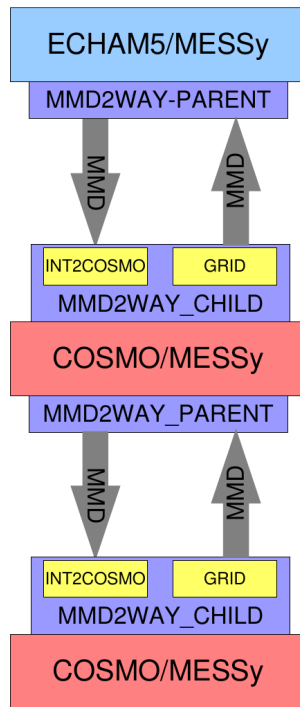 ECHAM5/MESSy
MMD2WAY-PARENT
MMD
MMD
INT2COSMO
GRID
MMD2WAY_CHILD
COSMO/MESSy
MMD2WAY_PARENT
MMD
MMD
INT2COSMO
GRID
MMD2WAY_CHILD
COSMO/MESSy